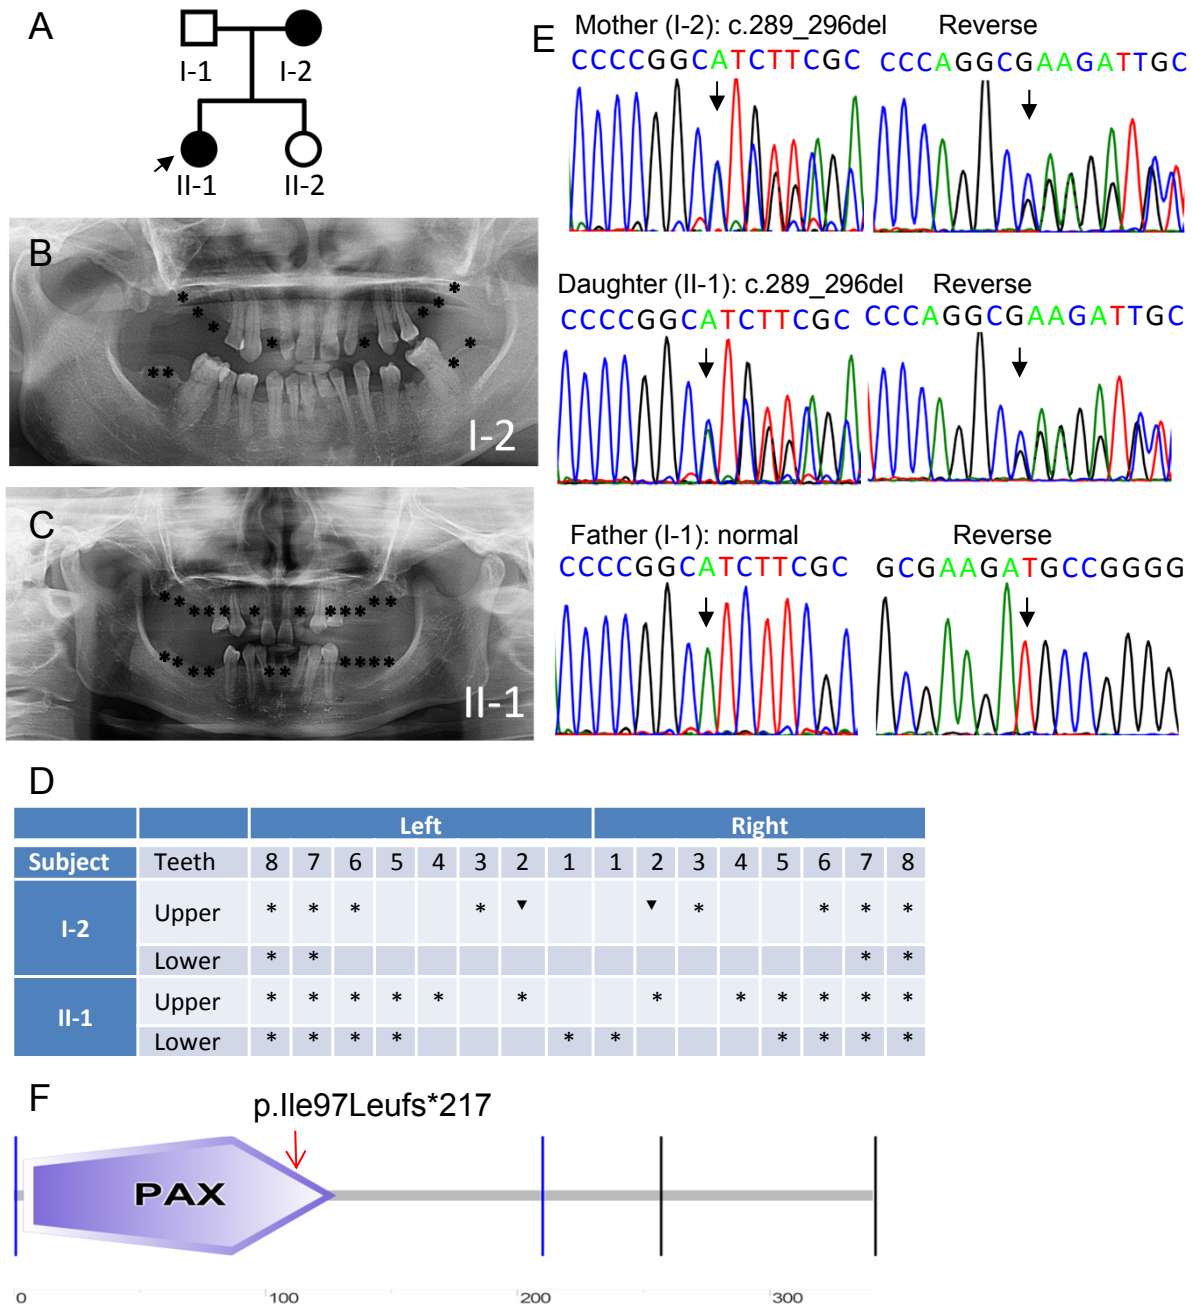 A
I-1
I-2
II-1
II-2
B
I-2
C
II-1
E
Mother (I-2): c.289_296del Reverse
CCCCGGCATCTTCGC CCCAGGCGAAGATTGC
Daughter (II-1): c.289_296del Reverse
CCCCGGCATCTTCGC CCCAGGCGAAGATTGC
Father (I-1): normal Reverse
CCCCGGCATCTTCGC GCGAAGATGCCGGGG
D
Left Right
Subject Teeth 8 7 6 5 4 3 2 1 1 2 3 4 5 6 7 8
I-2
Upper * * * * ▼ ▼ * * * *
Lower * * * *
II-1
Upper * * * * * * * * * * * *
Lower * * * * * * * * * *
F
p.Ile97Leufs*217
PAX
0 100 200 300